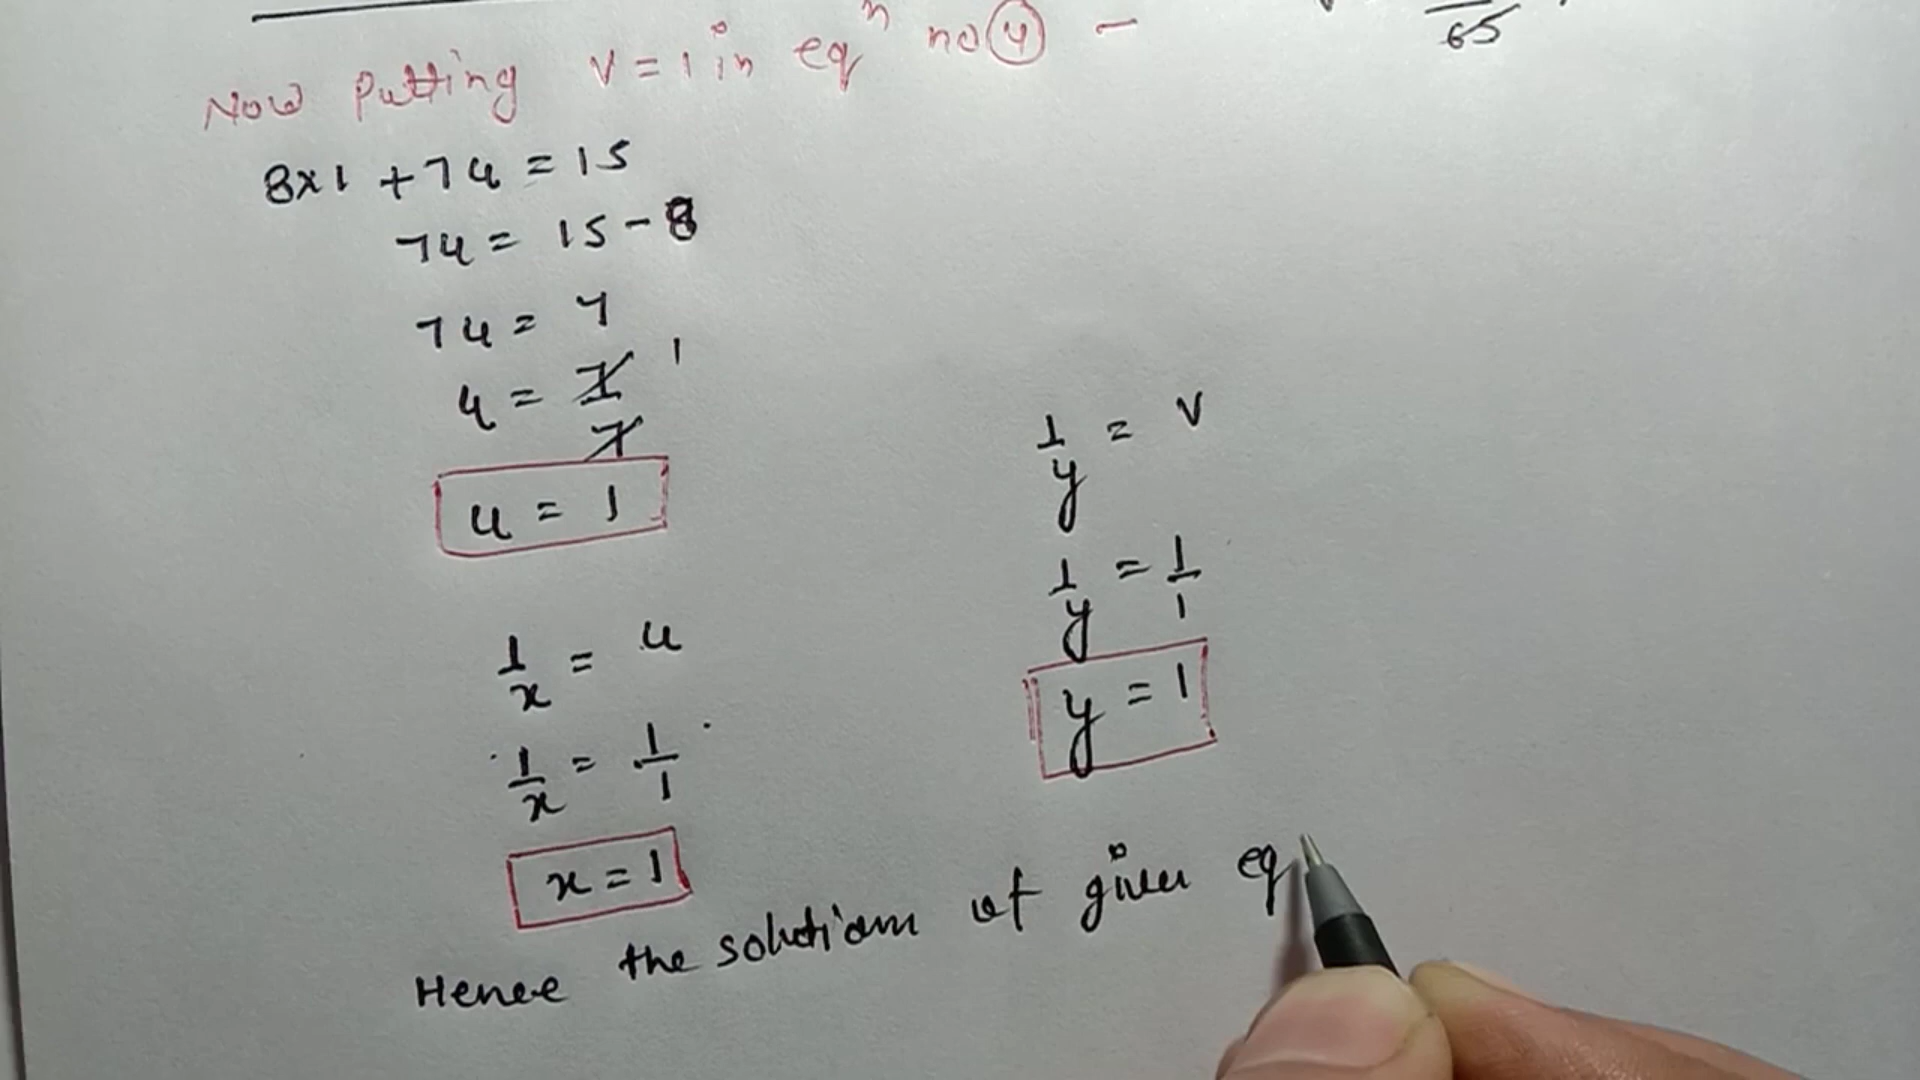 65
Now Putting v = 1 in eqⁿ no 4 -
8x1 + 7u = 15
7u = 15 - 8
7u = 7
u = 7/7 1
u = 1
1/x = u
1/x = 1/1
x = 1
1/y = v
1/y = 1/1
y = 1
Hence the solution of given eq